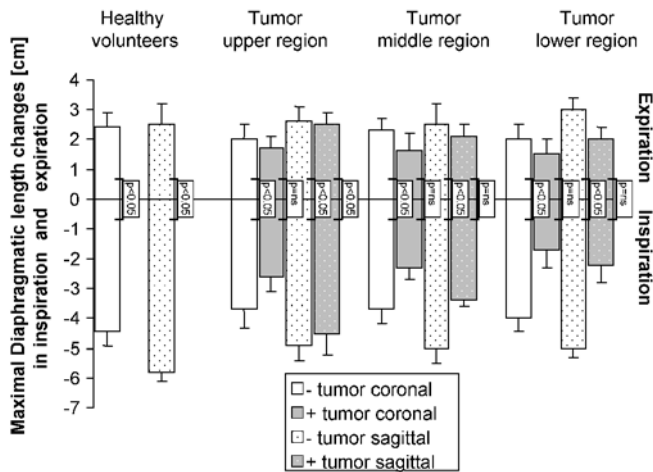 Healthy
volunteers
Tumor
upper region
Tumor
middle region
Tumor
lower region
Maximal Diaphragmatic length changes [cm]
in inspiration and expiration
4
3
2
1
0
-1
-2
-3
-4
-5
-6
-7
p<0.05
p<0.05
p<0.05
p=ns
p<0.05
p<0.05
p<0.05
p=ns
p<0.05
p=ns
p<0.05
p<0.05
p<0.05
p=ns
Expiration
Inspiration
- tumor coronal
+ tumor coronal
- tumor sagittal
+ tumor sagittal